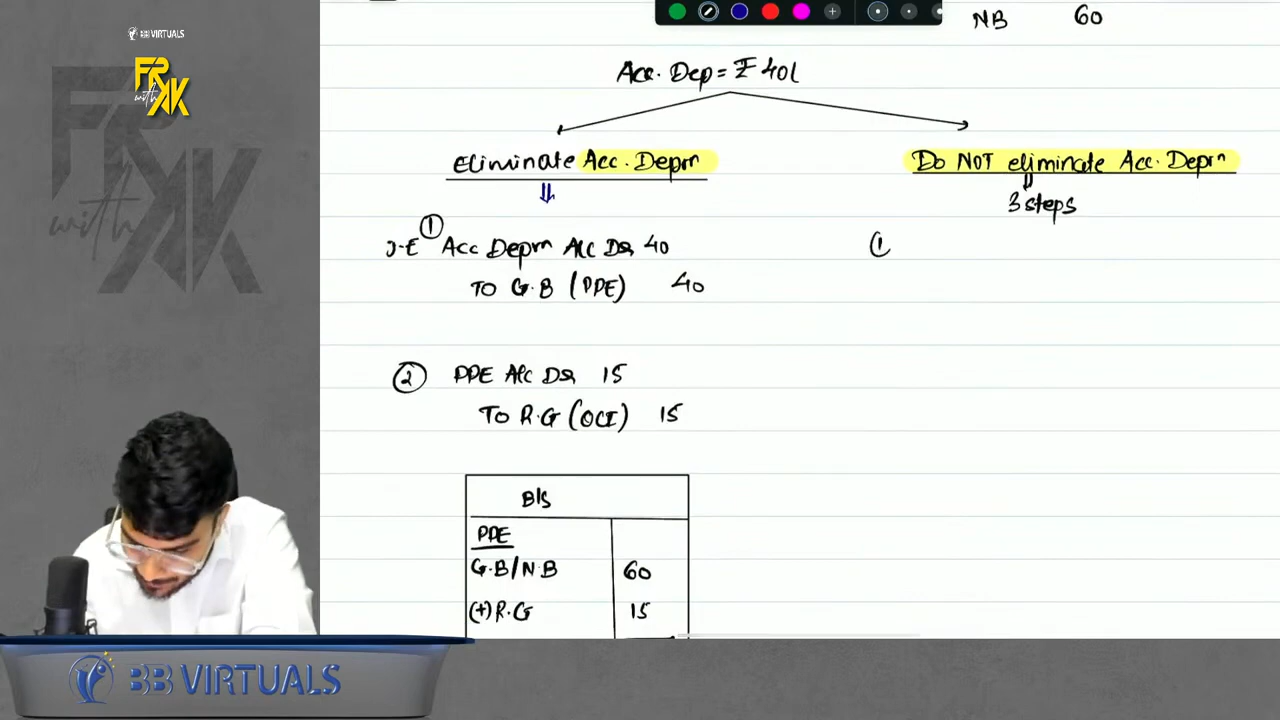 BB VIRTUALS
FR
with
AK
NB 60
Acc. Dep = ₹ 40L
Eliminate Acc. Deprn
Do NOT eliminate Acc. Deprn
3 steps
J.E ① Acc Deprn A/c Dr 40
To G.B (PPE) 40
①
② PPE A/c Dr 15
To R.G (OCI) 15
B/S
PPE
G.B/N.B 60
(+) R.G 15
BB VIRTUALS